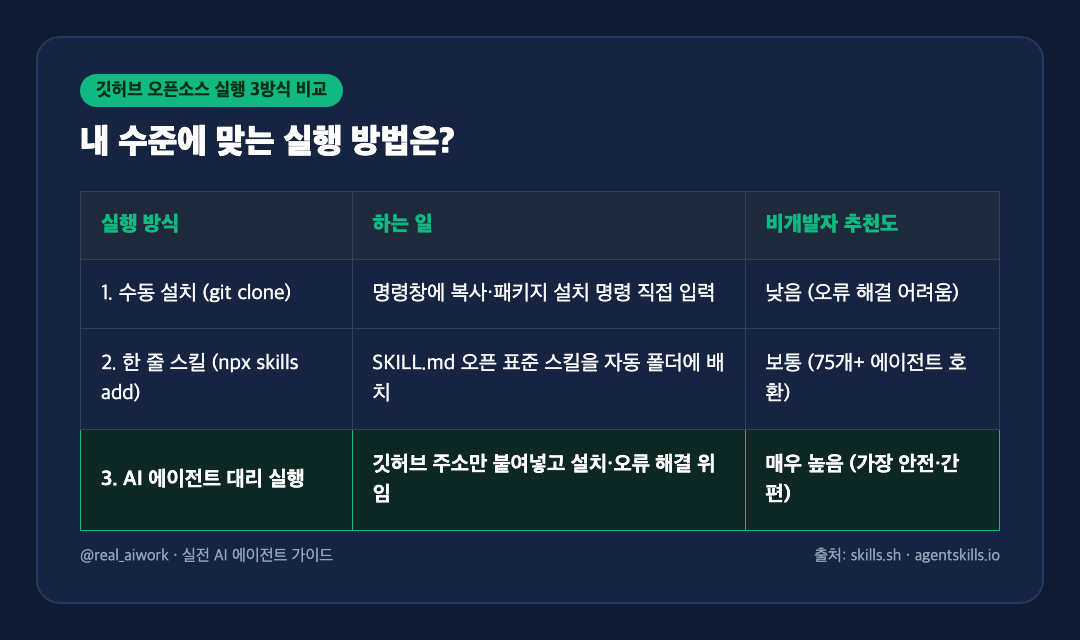 깃허브 오픈소스 실행 3방식 비교
내 수준에 맞는 실행 방법은?
실행 방식
하는 일
비개발자 추천도
1. 수동 설치 (git clone)
명령창에 복사·패키지 설치 명령 직접 입력
낮음 (오류 해결 어려움)
2. 한 줄 스킬 (npx skills
add)
SKILL.md 오픈 표준 스킬을 자동 폴더에 배
치
보통 (75개+ 에이전트 호
환)
3. AI 에이전트 대리 실행
깃허브 주소만 붙여넣고 설치·오류 해결 위
임
매우 높음 (가장 안전·간
편)
@real_aiwork · 실전 AI 에이전트 가이드
출처: skills.sh · agentskills.io